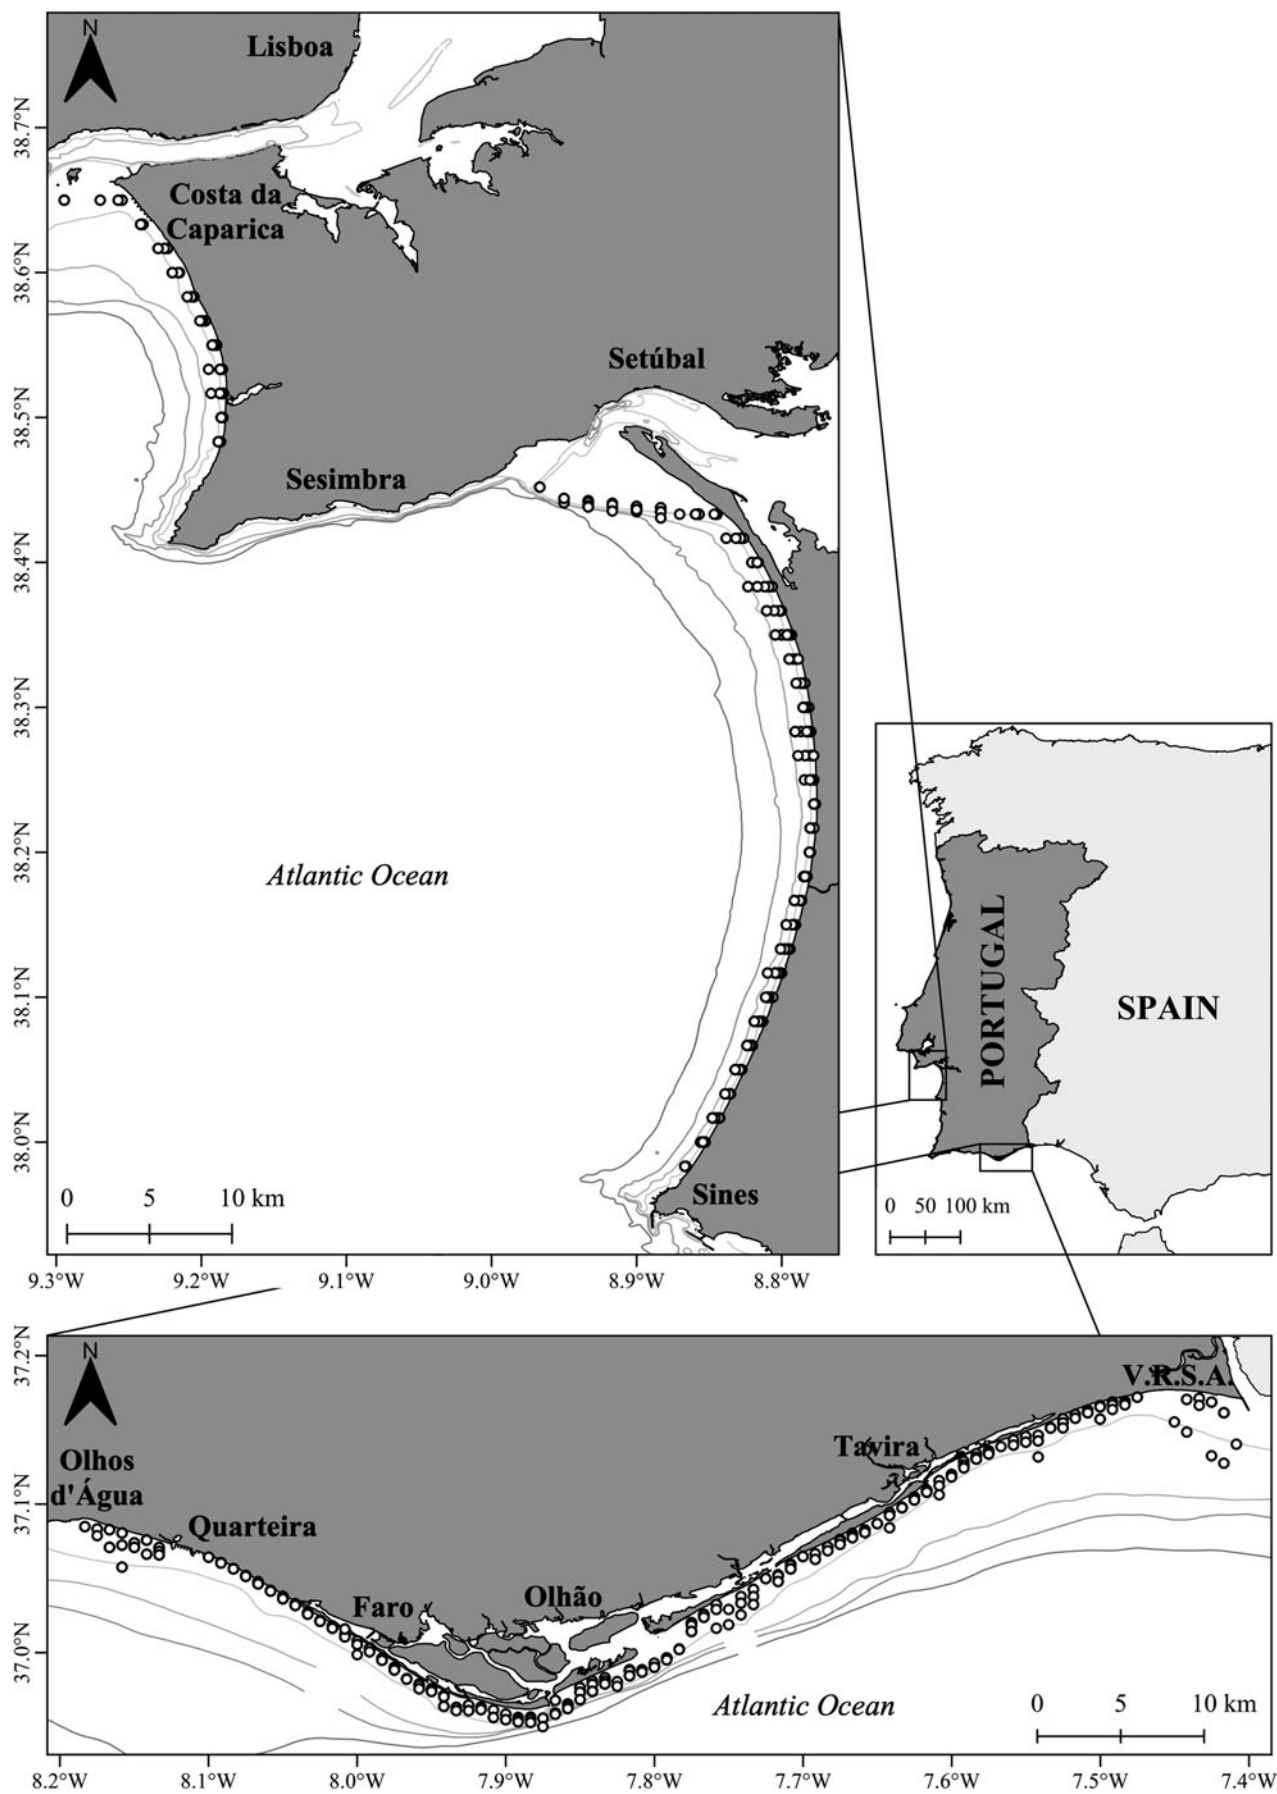 N
Lisboa
38.7°N
Costa da
Caparica
38.6°N
Setúbal
38.5°N
Sesimbra
38.4°N
38.3°N
38.2°N
Atlantic Ocean
38.1°N
38.0°N
Sines
0 5 10 km
9.3°W 9.2°W 9.1°W 9.0°W 8.9°W 8.8°W
PORTUGAL
SPAIN
0 50 100 km
N
37.2°N
V.R.S.A.
Tavira
Olhos
d'Água
37.1°N
Quarteira
Olhão
Faro
37.0°N
Atlantic Ocean
0 5 10 km
8.2°W 8.1°W 8.0°W 7.9°W 7.8°W 7.7°W 7.6°W 7.5°W 7.4°W